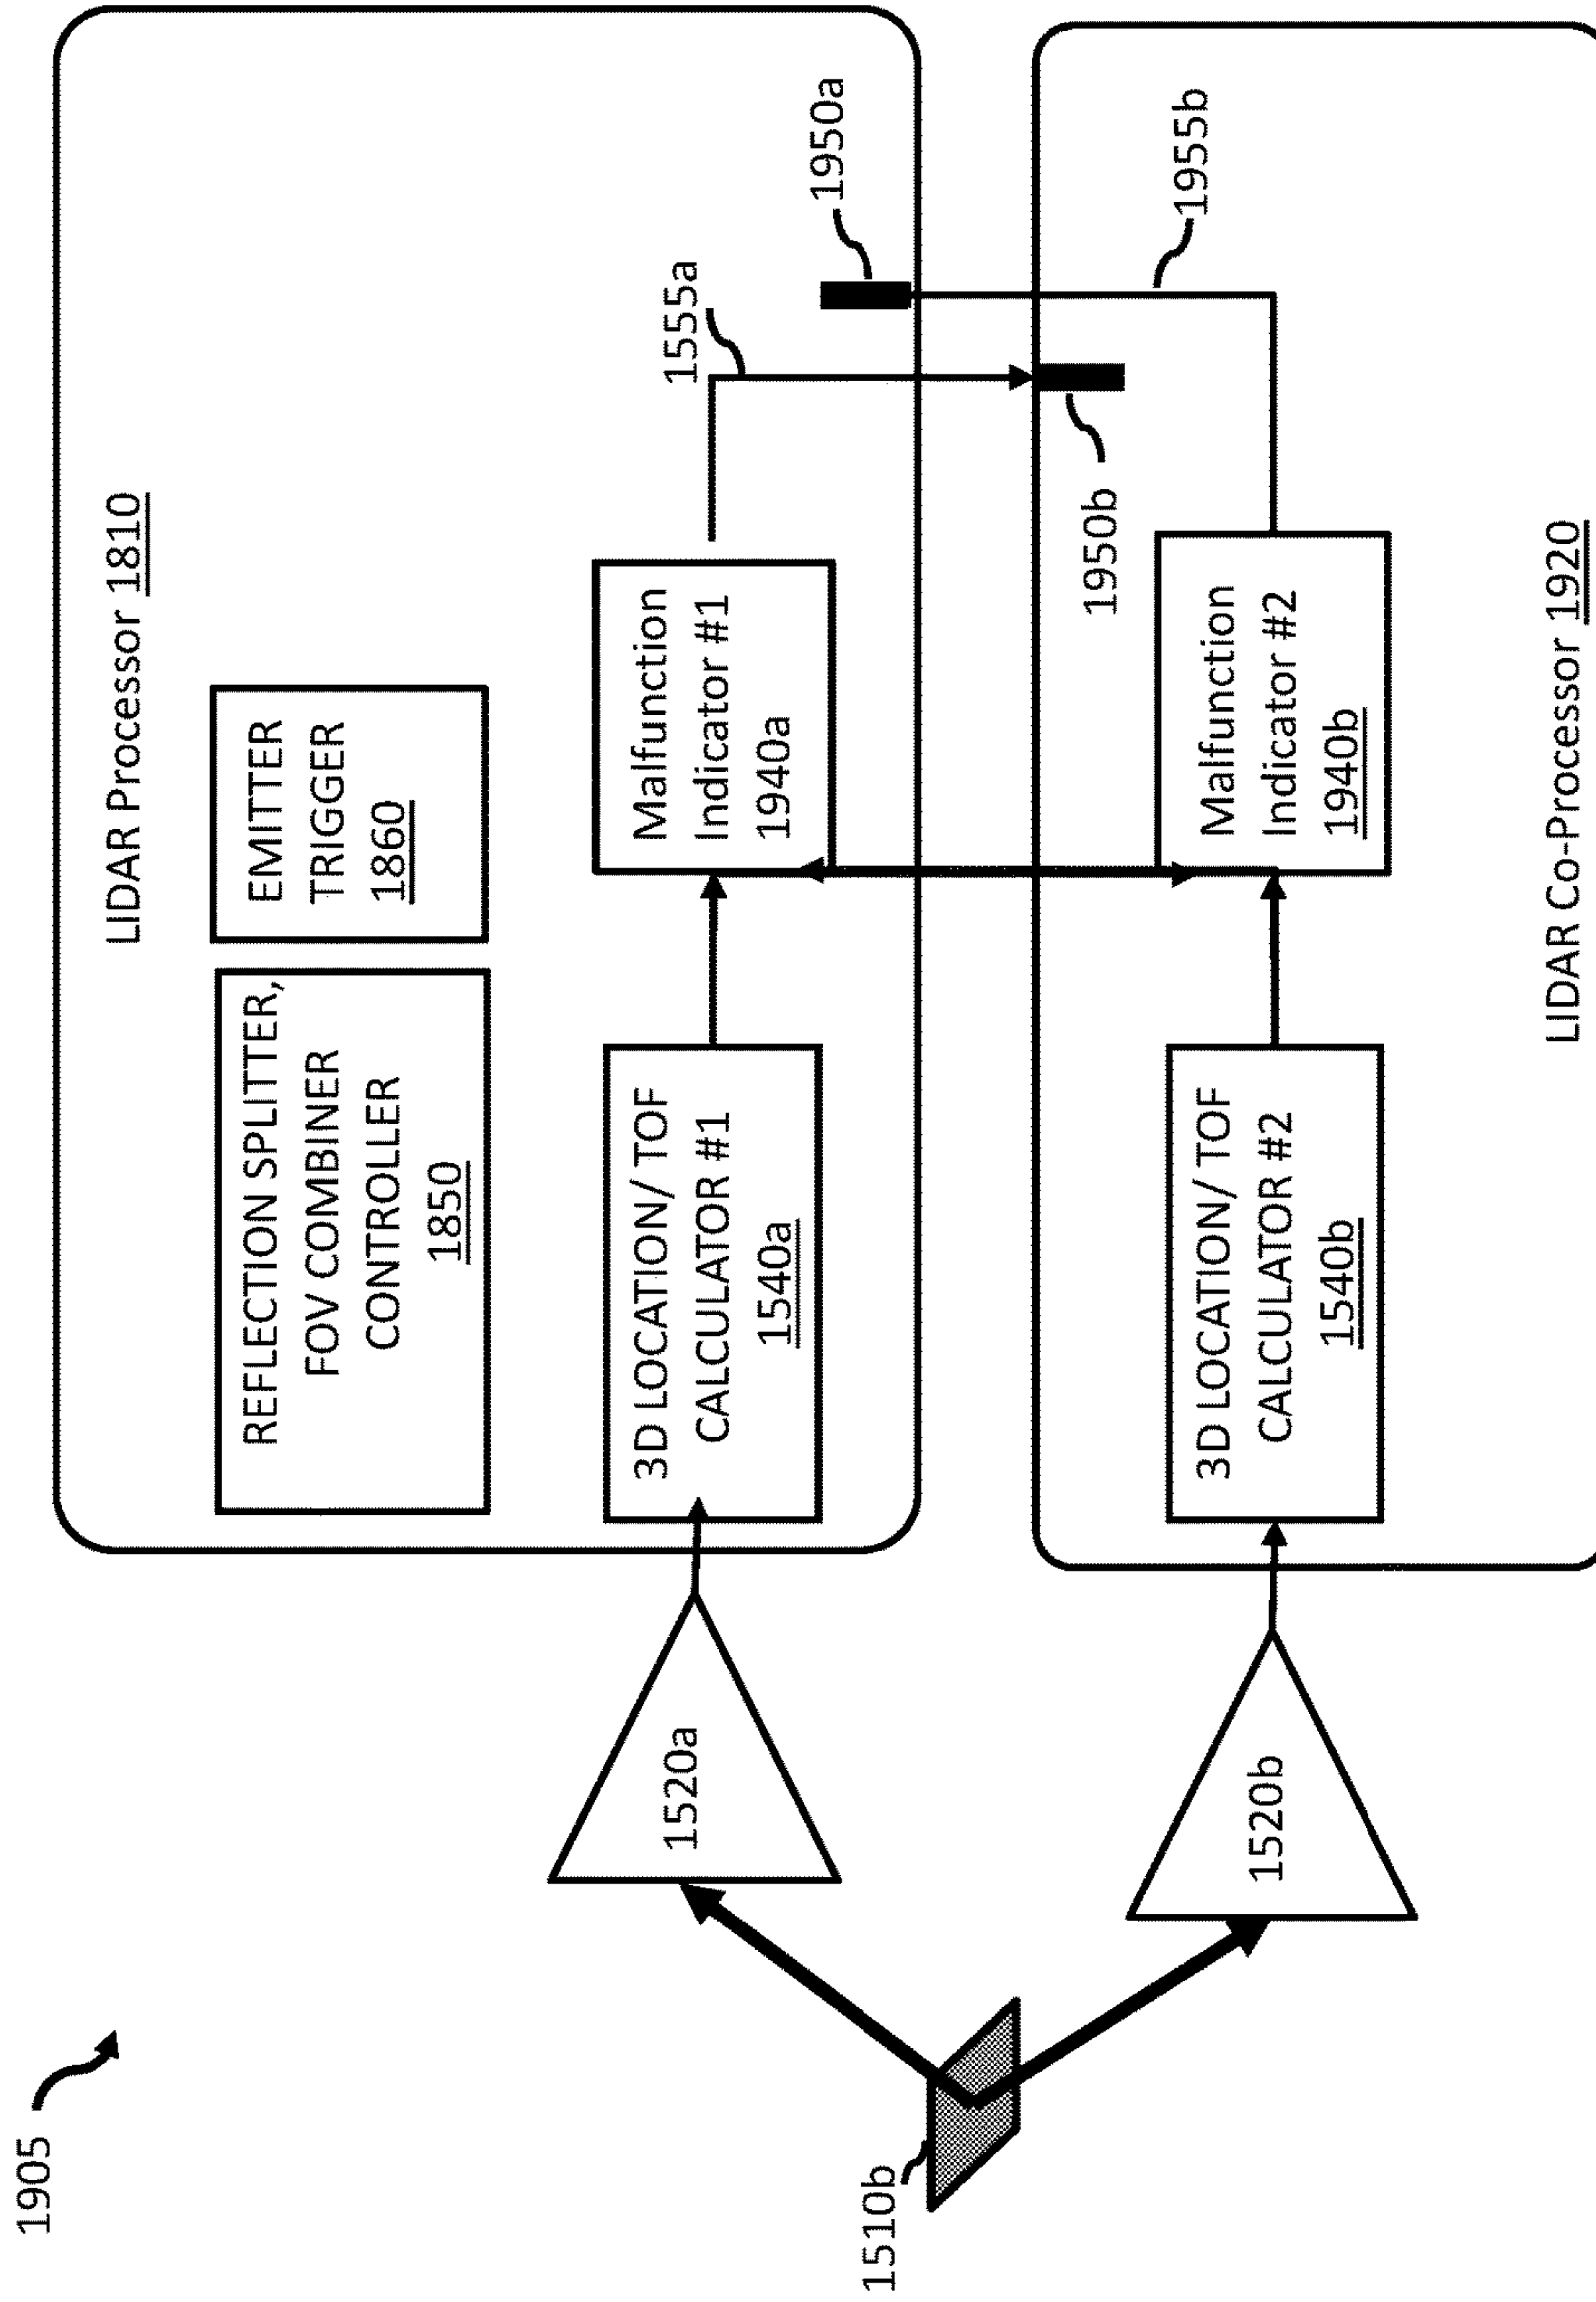 1905
LIDAR Processor 1810
REFLECTION SPLITTER,
FOV COMBINER
CONTROLLER
1850
EMITTER
TRIGGER
1860
1520a
3D LOCATION/ TOF
CALCULATOR #1
1540a
Malfunction
Indicator #1
1940a
1555a
1950a
1510b
1520b
3D LOCATION/TOF
CALCULATOR #2
1540b
Malfunction
Indicator #2
1940b
1950b
1955b
LIDAR Co-Processor 1920